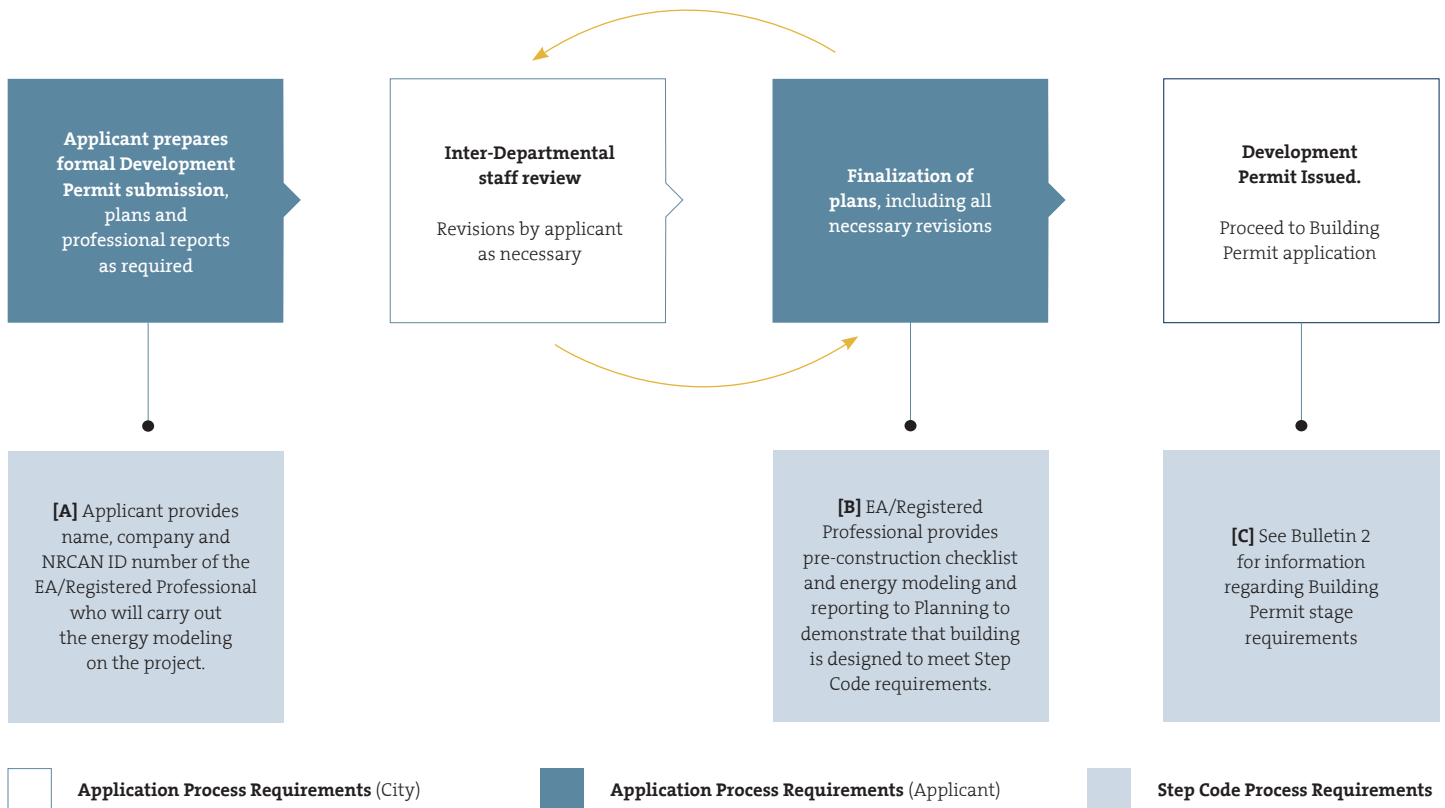 Applicant prepares
formal Development
Permit submission,
plans and
professional reports
as required
Inter-Departmental
staff review
Revisions by applicant
as necessary
Finalization of
plans, including all
necessary revisions
Development
Permit Issued.
Proceed to Building
Permit application
[A] Applicant provides
name, company and
NRCAN ID number of the
EA/Registered Professional
who will carry out
the energy modeling
on the project.
[B] EA/Registered
Professional provides
pre-construction checklist
and energy modeling and
reporting to Planning to
demonstrate that building
is designed to meet Step
Code requirements.
[C] See Bulletin 2
for information
regarding Building
Permit stage
requirements
Application Process Requirements (City)
Application Process Requirements (Applicant)
Step Code Process Requirements